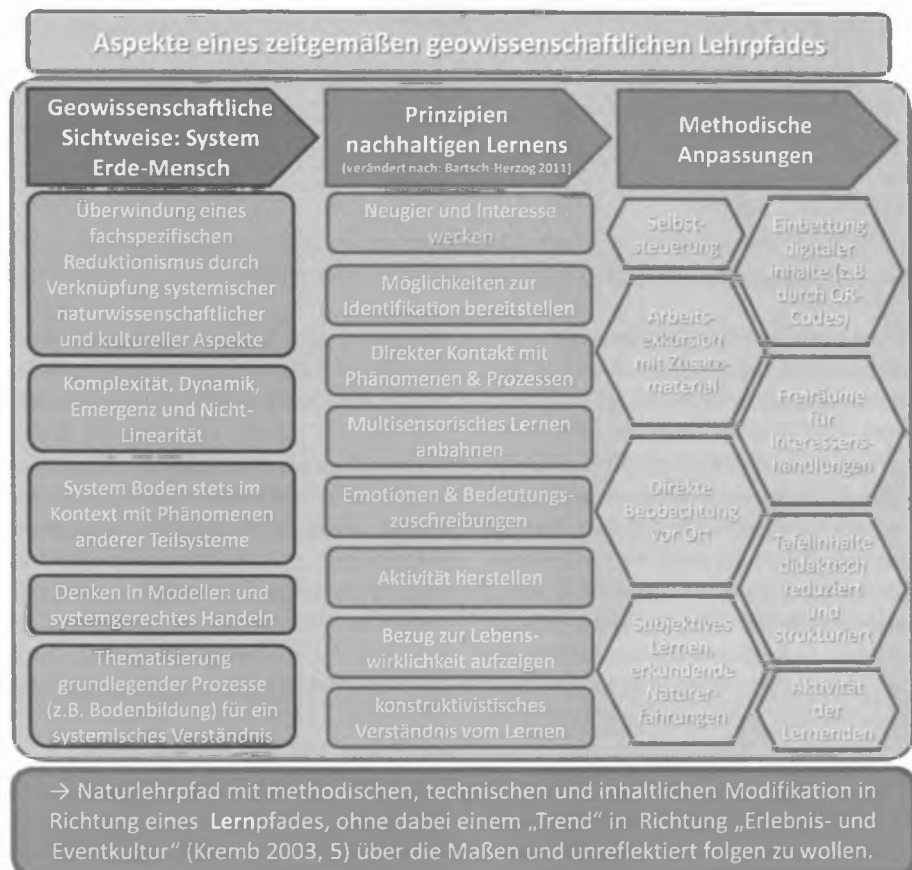 Aspekte eines zeitgemäßen geowissenschaftlichen Lehrpfades
Geowissenschaftliche
Sichtweise: System
Erde-Mensch
Überwindung eines
fachspezifischen
Reduktionismus durch
Verknüpfung systemischer
naturwissenschaftlicher
und kultureller Aspekte
Komplexität, Dynamik,
Emergenz und Nicht-
Linearität
System Boden stets im
Kontext mit Phänomenen
anderer Teilsysteme
Denken in Modellen und
systemgerechtes Handeln
Thematisierung
grundlegender Prozesse
(z.B. Bodenbildung) für ein
systemisches Verständnis
Prinzipien
nachhaltigen Lernens
(verändert nach: Bartsch-Herzog 2011)
Neugier und Interesse
wecken
Möglichkeiten zur
Identifikation bereitstellen
Direkter Kontakt mit
Phänomenen & Prozessen
Multisensorisches Lernen
anbahnen
Emotionen & Bedeutungs-
zuschreibungen
Aktivität herstellen
Bezug zur Lebens-
wirklichkeit aufzeigen
konstruktivistisches
Verständnis vom Lernen
Methodische
Anpassungen
Selbst-
steuerung
Arbeits-
exkursion
mit Zusatz-
material
Direkte
Beobachtung
vor Ort
Subjektives
Lernen,
erkundende
Naturer-
fahrungen
Einbettung
digitaler
Inhalte (z.B.
durch QR-
Codes)
Freiräume
für
Interessens-
handlungen
Tafelinhalte
didaktisch
reduziert
und
strukturiert
Aktivität
der
Lernenden
→ Naturlehrpfad mit methodischen, technischen und inhaltlichen Modifikation in
Richtung eines Lernpfades, ohne dabei einem „Trend" in Richtung „Erlebnis- und
Eventkultur" (Kremb 2003, 5) über die Maßen und unreflektiert folgen zu wollen.